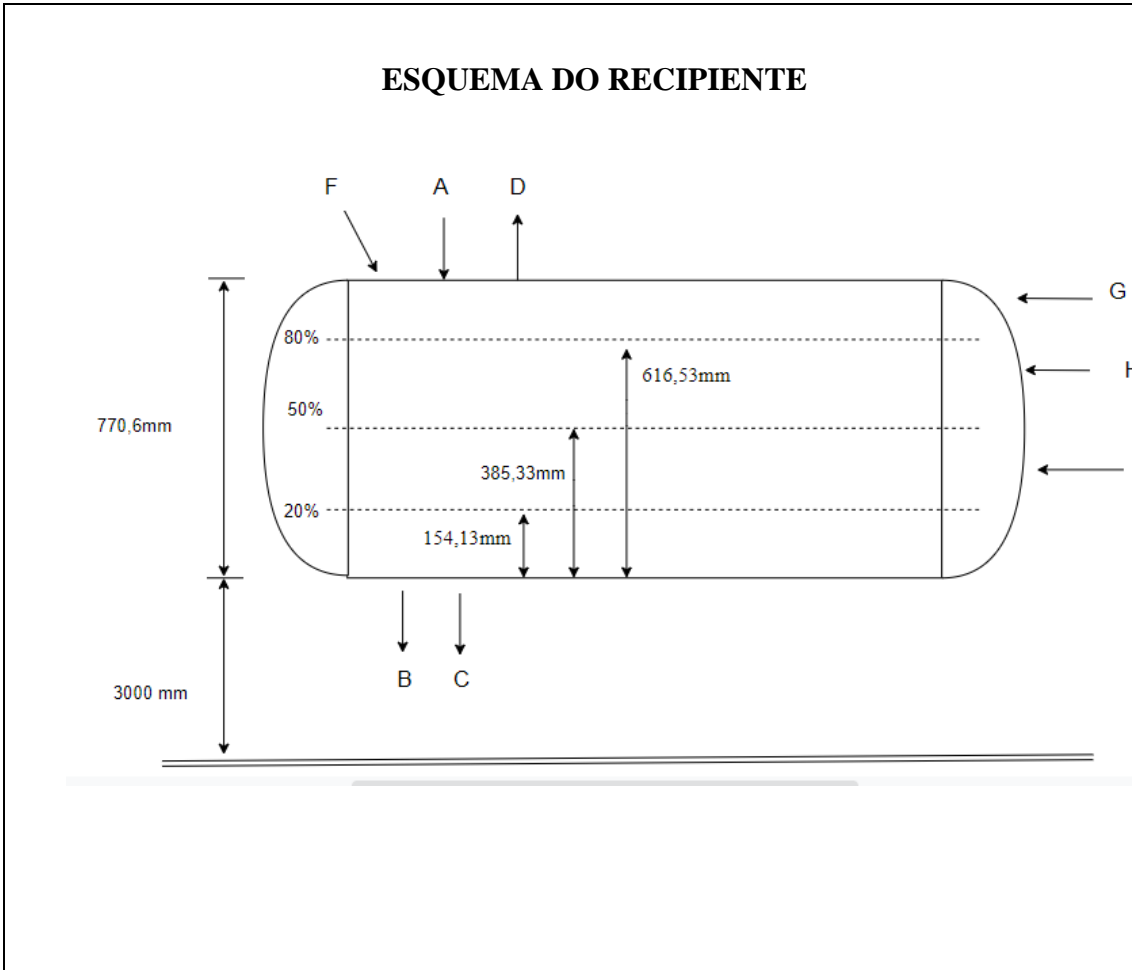 ESQUEMA DO RECIPIENTE
F A D
G
80%
616,53mm
50%
770,6mm
385,33mm
20%
154,13mm
B C
3000 mm